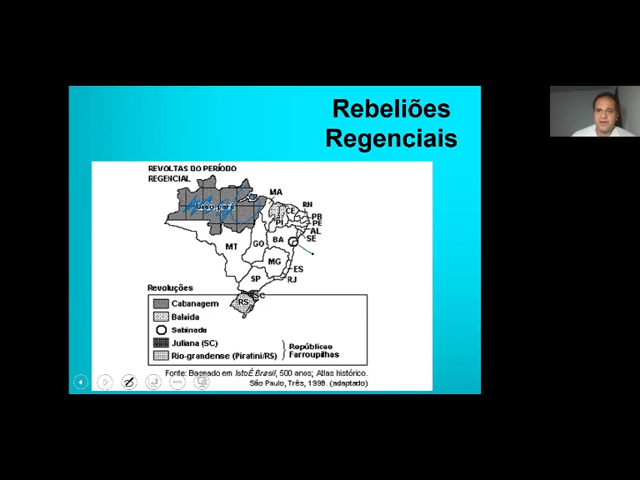 Rebeliões
Regenciais
REVOLTAS DO PERÍODO
REGENCIAL
MA
RN
CE
PB
PI
PE
AL
SE
BA
MT
GO
MG
ES
SP
RJ
SC
RS
Revoluções
Cabanagem
Balaida
Sabinada
Juliana (SC)
Rio-grandense (Piratini/RS)
Repúblicas
Farroupilhas
Fonte: Baseado em IstoÉ Brasil, 500 anos; Atlas histórico.
São Paulo, Três, 1998. (adaptado)